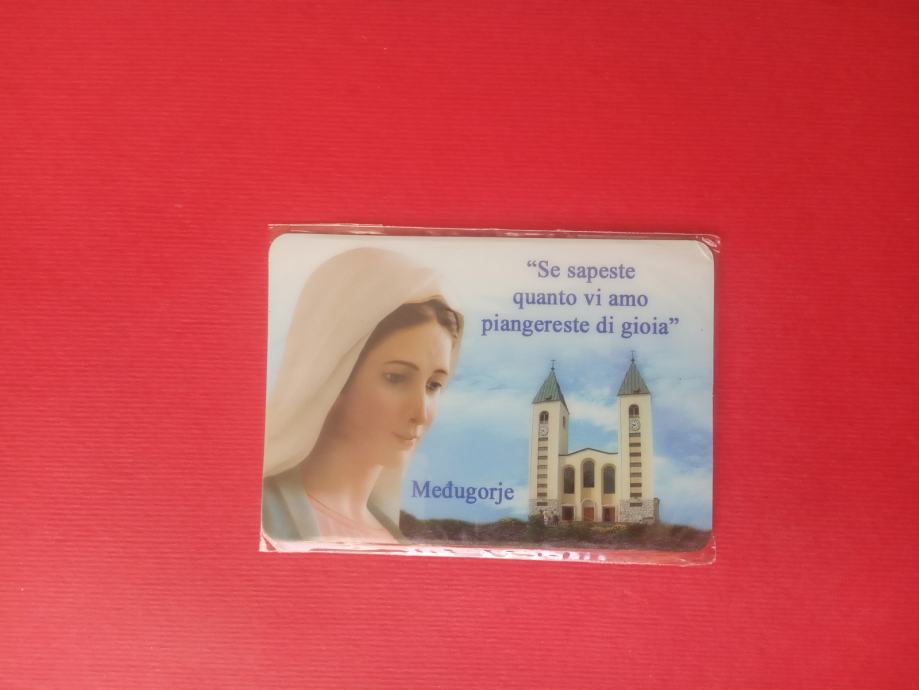 “Se sapeste
quanto vi amo
piangereste di gioia”
Međugorje